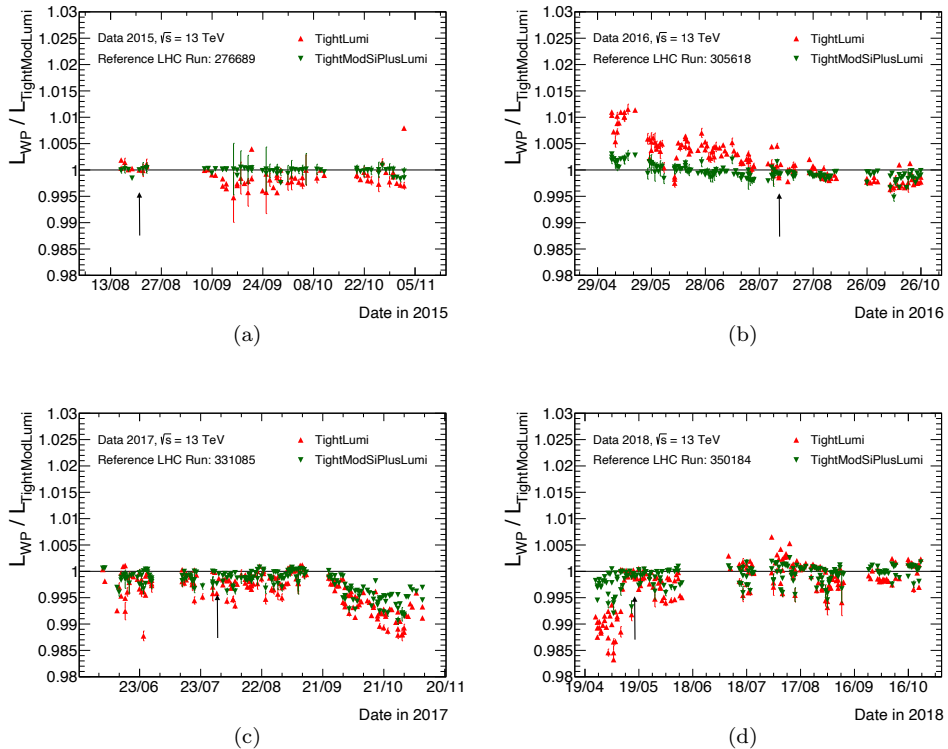 L_WP / L_TightModLumi
1.03
1.025
1.02
1.015
1.01
1.005
1
0.995
0.99
0.985
0.98
Data 2015, √s = 13 TeV
Reference LHC Run: 276689
TightLumi
TightModSiPlusLumi
13/08 27/08 10/09 24/09 08/10 22/10 05/11
Date in 2015
(a)
L_WP / L_TightModLumi
1.03
1.025
1.02
1.015
1.01
1.005
1
0.995
0.99
0.985
0.98
Data 2016, √s = 13 TeV
Reference LHC Run: 305618
TightLumi
TightModSiPlusLumi
29/04 29/05 28/06 28/07 27/08 26/09 26/10
Date in 2016
(b)
L_WP / L_TightModLumi
1.03
1.025
1.02
1.015
1.01
1.005
1
0.995
0.99
0.985
0.98
Data 2017, √s = 13 TeV
Reference LHC Run: 331085
TightLumi
TightModSiPlusLumi
23/06 23/07 22/08 21/09 21/10 20/11
Date in 2017
(c)
L_WP / L_TightModLumi
1.03
1.025
1.02
1.015
1.01
1.005
1
0.995
0.99
0.985
0.98
Data 2018, √s = 13 TeV
Reference LHC Run: 350184
TightLumi
TightModSiPlusLumi
19/04 19/05 18/06 18/07 17/08 16/09 16/10
Date in 2018
(d)